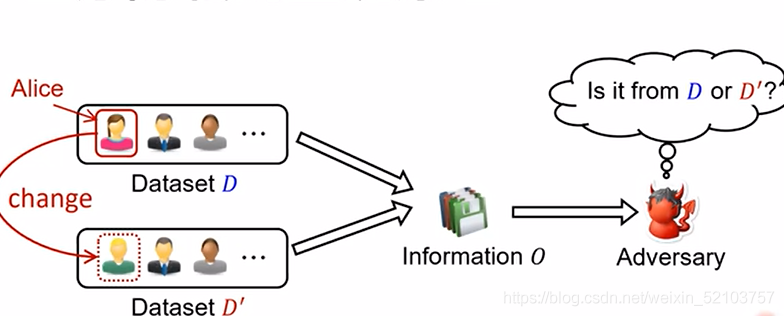 Alice
Is it from D or D'?
Dataset D
change
Information O
Adversary
Dataset D'
https://blog.csdn.net/weixin_52103757